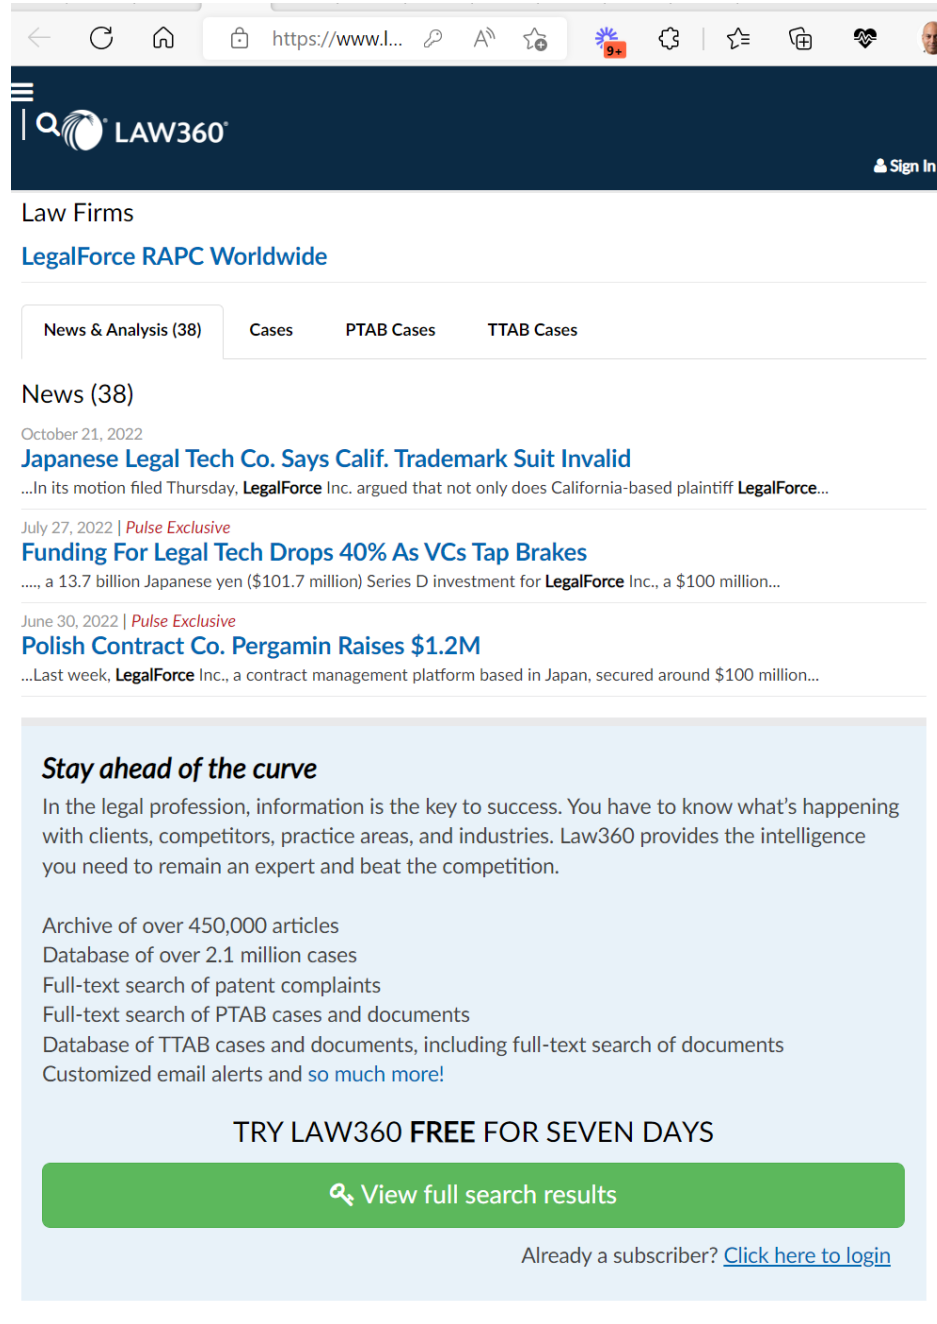 https://www.l...
9+
LAW360
Sign In
Law Firms
LegalForce RAPC Worldwide
News & Analysis (38) Cases PTAB Cases TTAB Cases
News (38)
October 21, 2022
Japanese Legal Tech Co. Says Calif. Trademark Suit Invalid
...In its motion filed Thursday, LegalForce Inc. argued that not only does California-based plaintiff LegalForce...
July 27, 2022 | Pulse Exclusive
Funding For Legal Tech Drops 40% As VCs Tap Brakes
...., a 13.7 billion Japanese yen ($101.7 million) Series D investment for LegalForce Inc., a $100 million...
June 30, 2022 | Pulse Exclusive
Polish Contract Co. Pergamin Raises $1.2M
...Last week, LegalForce Inc., a contract management platform based in Japan, secured around $100 million...
Stay ahead of the curve
In the legal profession, information is the key to success. You have to know what's happening
with clients, competitors, practice areas, and industries. Law360 provides the intelligence
you need to remain an expert and beat the competition.
Archive of over 450,000 articles
Database of over 2.1 million cases
Full-text search of patent complaints
Full-text search of PTAB cases and documents
Database of TTAB cases and documents, including full-text search of documents
Customized email alerts and so much more!
TRY LAW360 FREE FOR SEVEN DAYS
View full search results
Already a subscriber? Click here to login